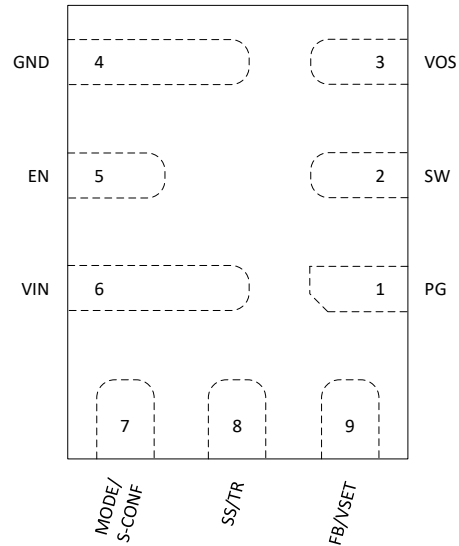 GND 4 3 VOS
EN 5 2 SW
VIN 6 1 PG
7 8 9
MODE/
S-CONF
SS/TR
FB/VSET